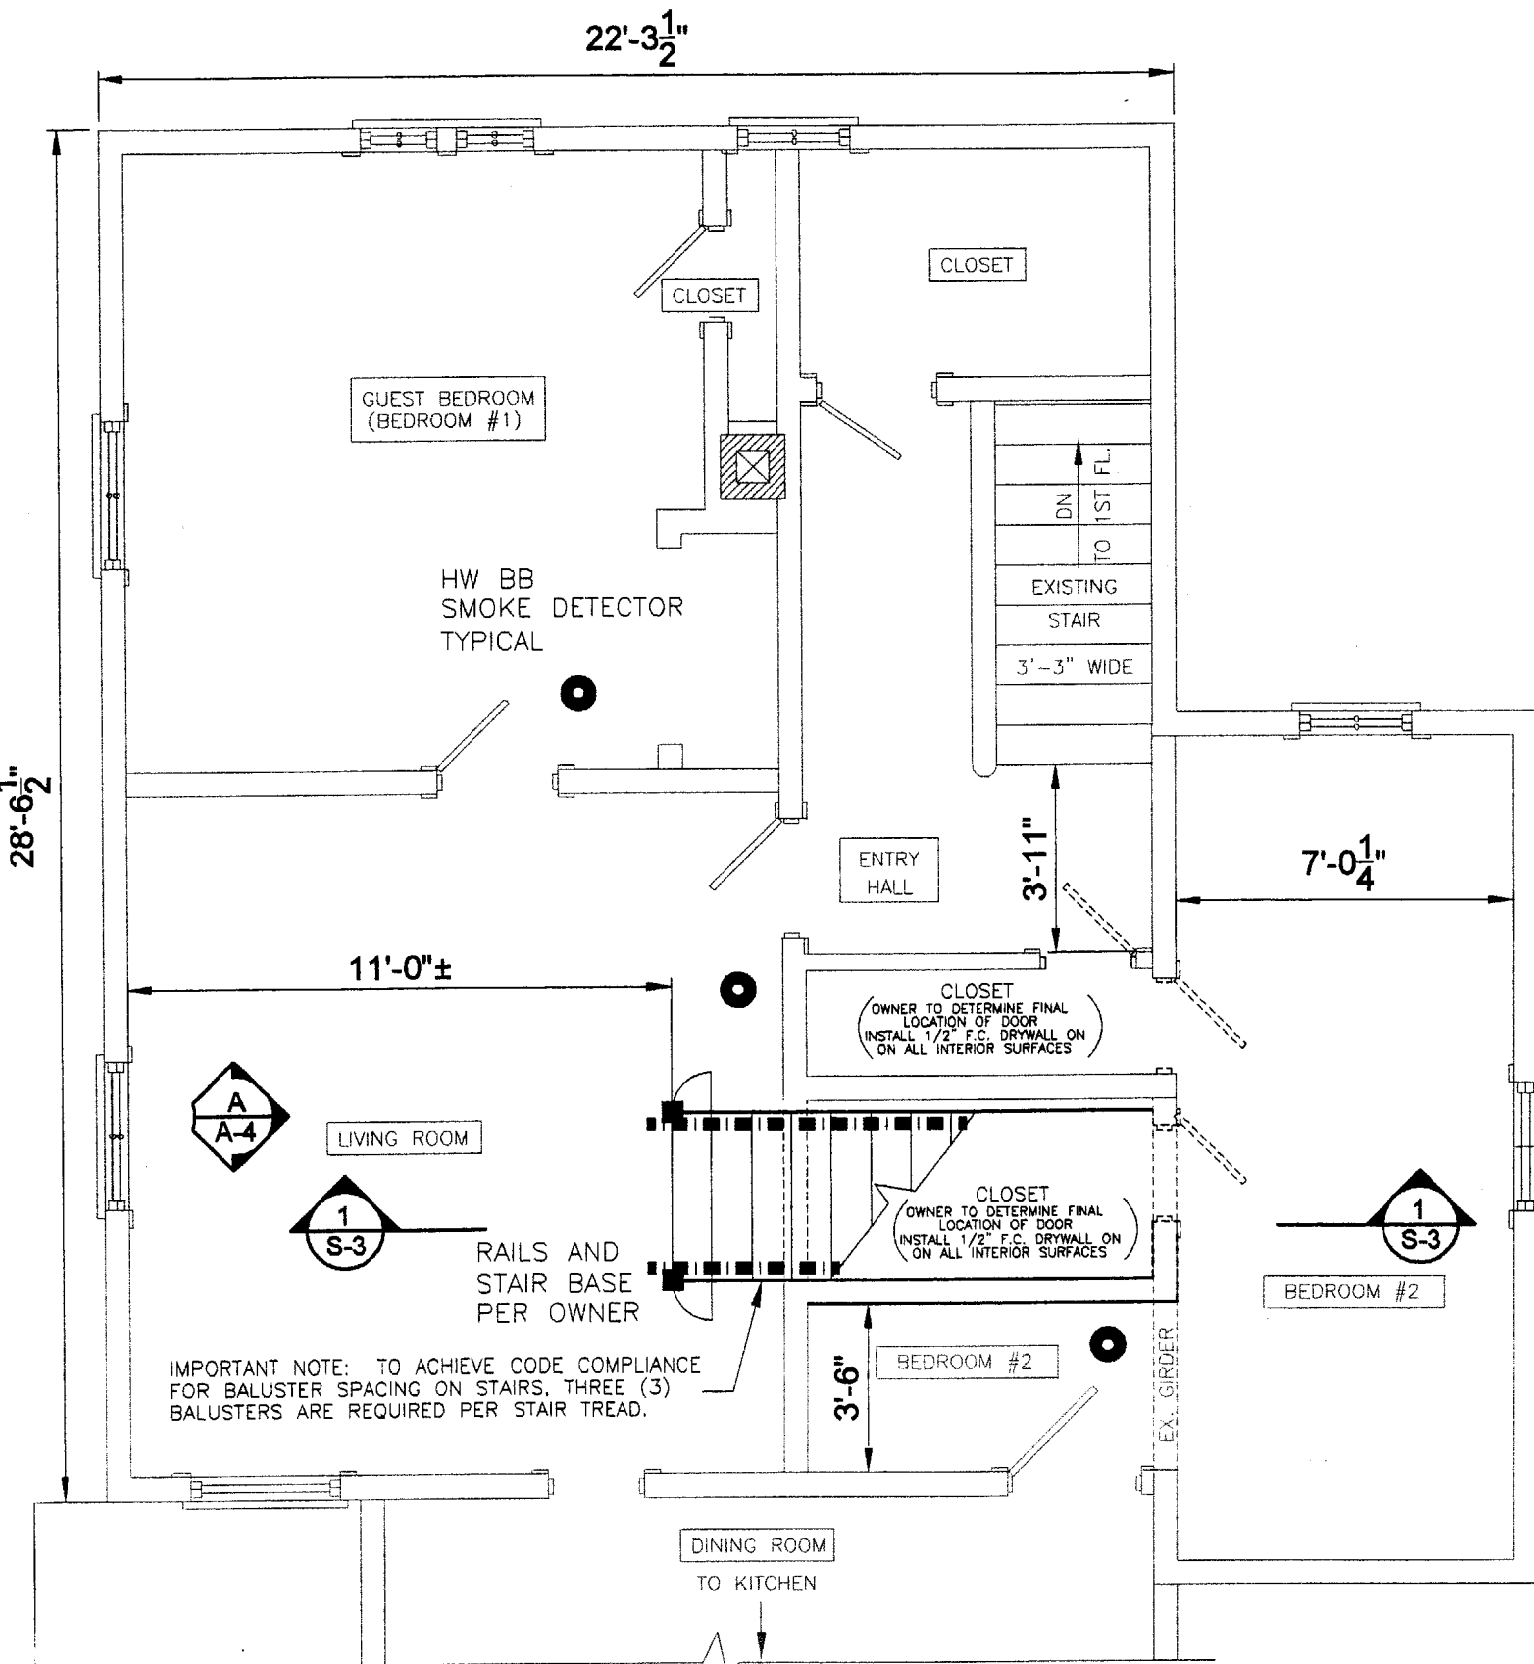 22'-3 1/2"
CLOSET
CLOSET
GUEST BEDROOM
(BEDROOM #1)
DN
TO 1ST FL.
EXISTING
STAIR
3'-3" WIDE
HW BB
SMOKE DETECTOR
TYPICAL
28'-6 1/2"
ENTRY
HALL
3'-11"
7'-0 1/4"
11'-0"±
CLOSET
(OWNER TO DETERMINE FINAL
LOCATION OF DOOR
INSTALL 1/2" F.C. DRYWALL ON
ON ALL INTERIOR SURFACES)
A
A-4
LIVING ROOM
1
S-3
CLOSET
(OWNER TO DETERMINE FINAL
LOCATION OF DOOR
INSTALL 1/2" F.C. DRYWALL ON
ON ALL INTERIOR SURFACES)
1
S-3
RAILS AND
STAIR BASE
PER OWNER
BEDROOM #2
IMPORTANT NOTE: TO ACHIEVE CODE COMPLIANCE
FOR BALUSTER SPACING ON STAIRS, THREE (3)
BALUSTERS ARE REQUIRED PER STAIR TREAD.
3'-6"
BEDROOM #2
EX. GIRDER
DINING ROOM
TO KITCHEN